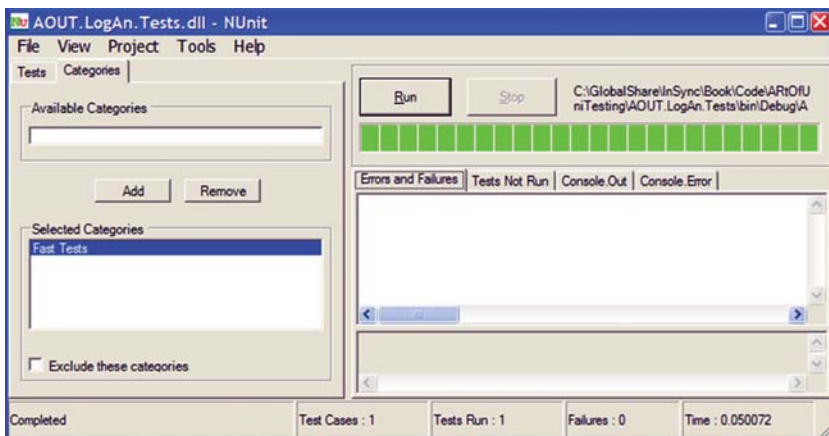 AOUT.LogAn.Tests.dll - NUnit
File View Project Tools Help
Tests Categories
Available Categories
Add Remove
Selected Categories
Fast Tests
Exclude these categories
Run Stop
C:\GlobalShare\InSync\Book\Code\ARtOfU
niTesting\AOUT.LogAn.Tests\bin\Debug\A
Errors and Failures Tests Not Run Console.Out Console.Error
Completed Test Cases : 1 Tests Run : 1 Failures : 0 Time : 0.050072